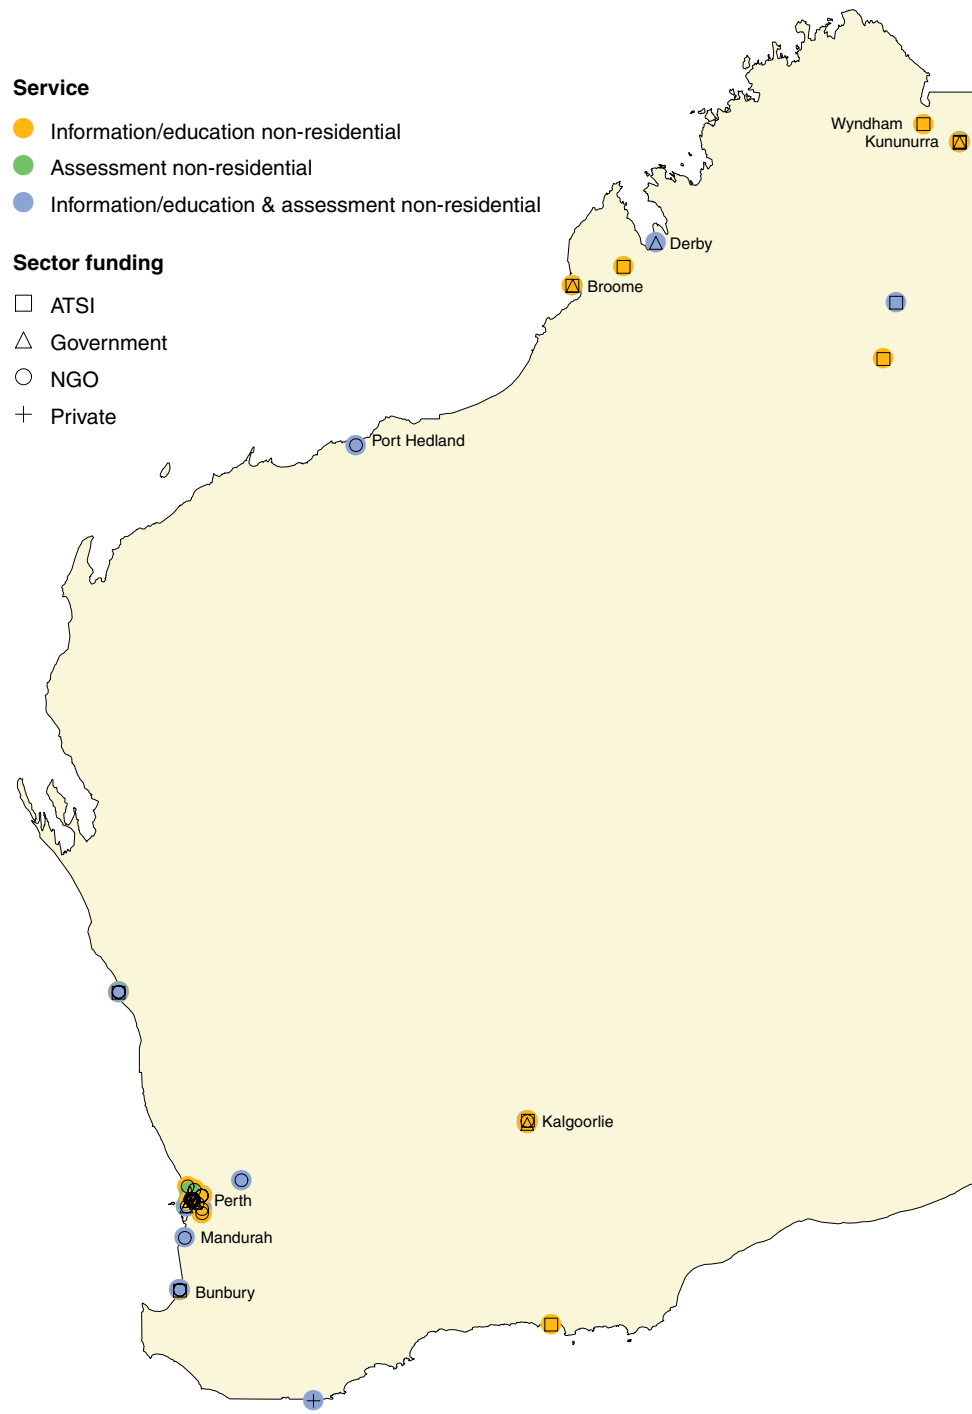 Service
Information/education non-residential
Assessment non-residential
Information/education & assessment non-residential
Sector funding
ATSI
Government
NGO
Private
Wyndham
Kununurra
Derby
Broome
Port Hedland
Kalgoorlie
Perth
Mandurah
Bunbury